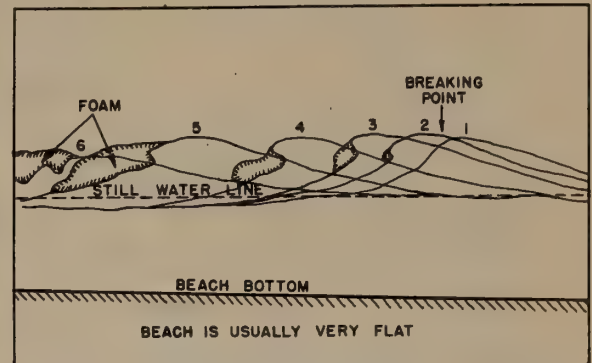 BREAKING
POINT
FOAM
6
5
4
3
2
1
STILL WATER LINE
BEACH BOTTOM
BEACH IS USUALLY VERY FLAT